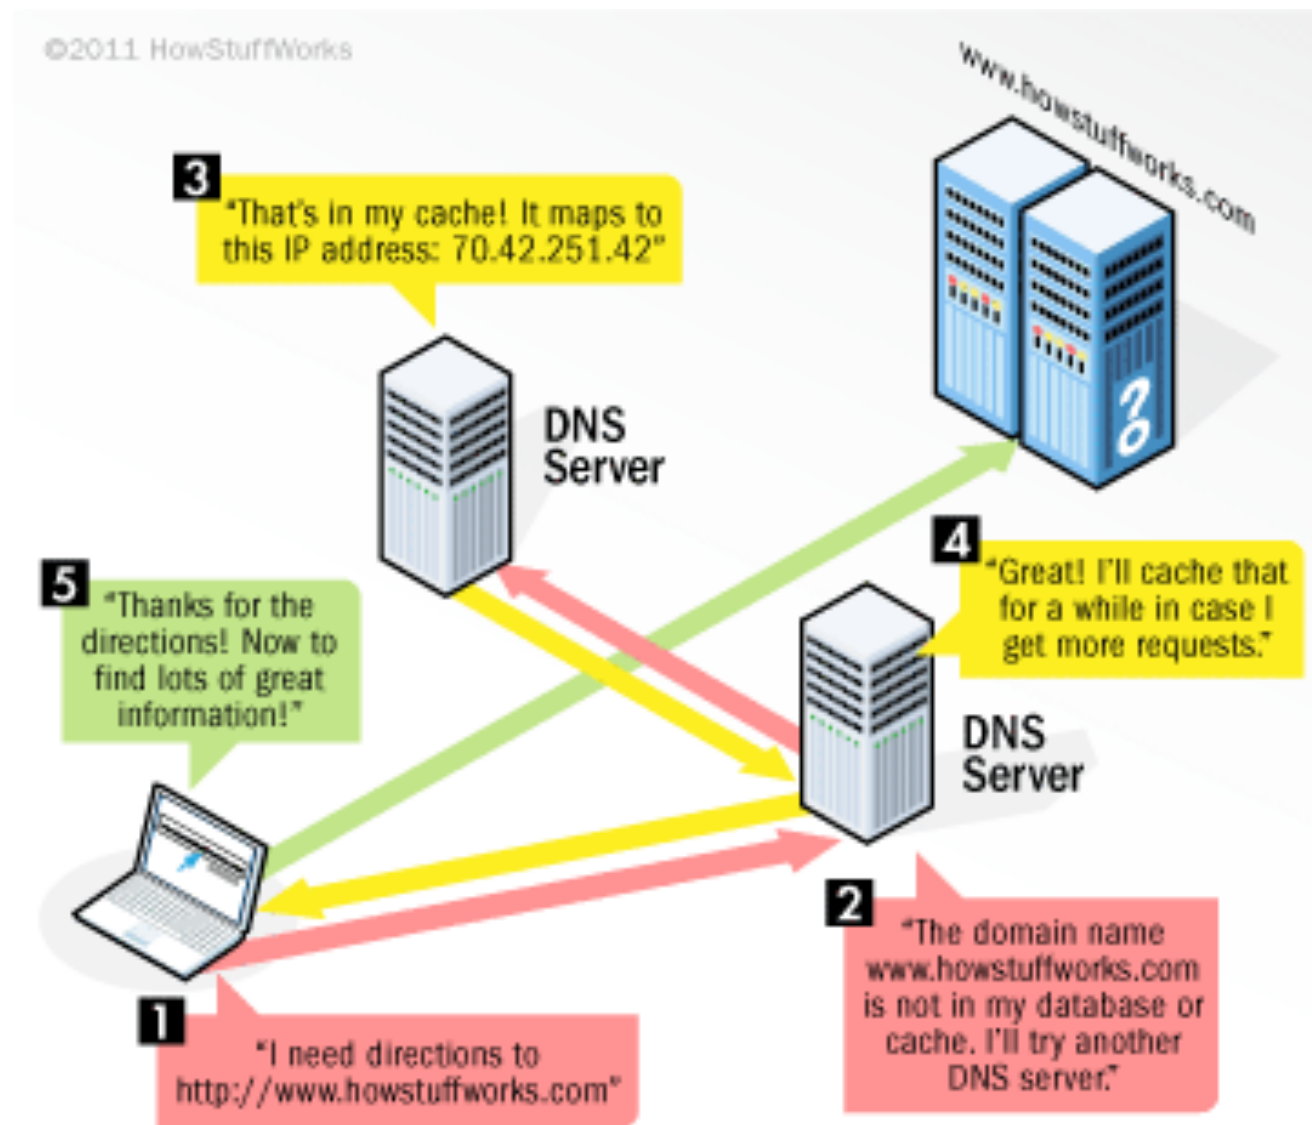 ©2011 HowStuffWorks
www.howstuffworks.com
3
"That's in my cache! It maps to
this IP address: 70.42.251.42"
DNS
Server
?
4
"Great! I'll cache that
for a while in case I
get more requests."
5
"Thanks for the
directions! Now to
find lots of great
information!"
DNS
Server
2
"The domain name
www.howstuffworks.com
is not in my database or
cache. I'll try another
DNS server."
1
"I need directions to
http://www.howstuffworks.com"